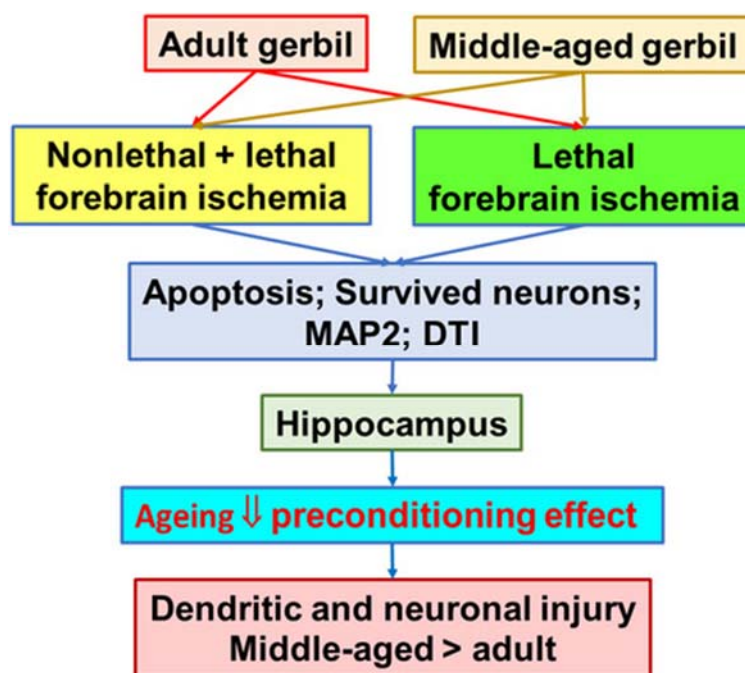 Adult gerbil
Middle-aged gerbil
Nonlethal + lethal
forebrain ischemia
Lethal
forebrain ischemia
Apoptosis; Survived neurons;
MAP2; DTI
Hippocampus
Ageing ⇓ preconditioning effect
Dendritic and neuronal injury
Middle-aged > adult